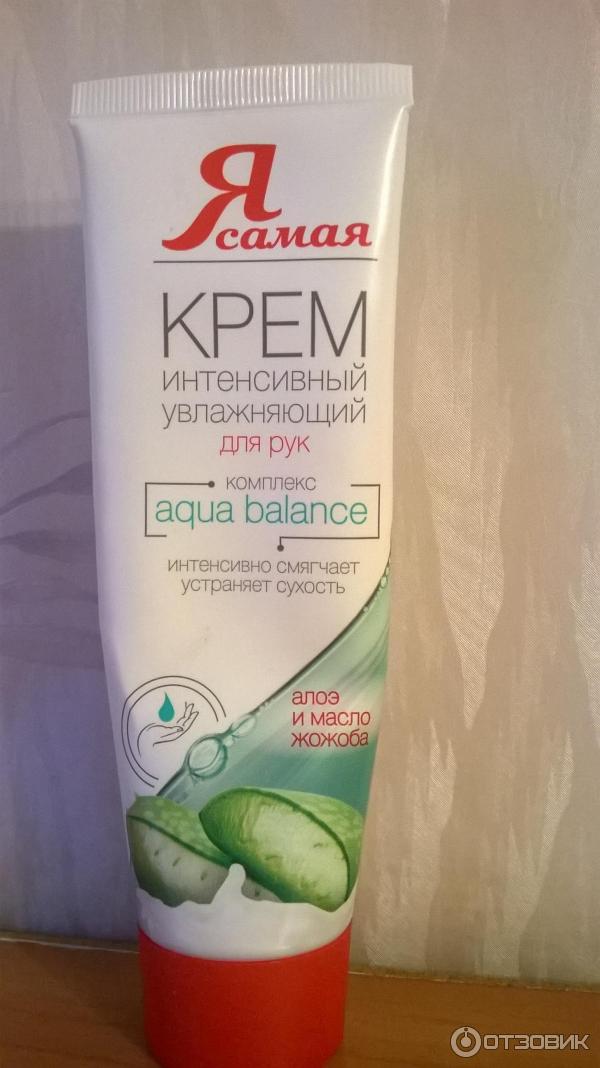 Я самая
КРЕМ
интенсивный
увлажняющий
для рук
комплекс
aqua balance
интенсивно смягчает
устраняет сухость
алоэ
и масло
жожоба
ОТЗОВИК